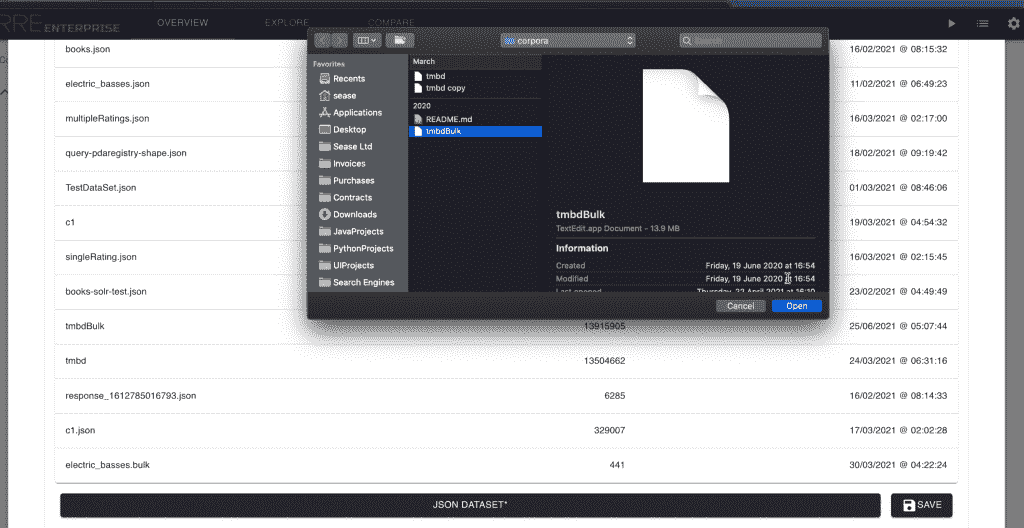 RRE ENTERPRISE
OVERVIEW
EXPLORE
COMPARE
corpora
Search
books.json 16/02/2021 @ 08:15:32
electric_basses.json 11/02/2021 @ 06:49:23
multipleRatings.json 16/03/2021 @ 02:17:00
query-pdaregistry-shape.json 18/02/2021 @ 09:19:42
TestDataSet.json 01/03/2021 @ 08:46:06
c1 19/03/2021 @ 04:54:32
singleRating.json 16/03/2021 @ 02:15:45
books-solr-test.json 23/02/2021 @ 04:49:49
tmbdBulk 13915905 25/06/2021 @ 05:07:44
tmbd 13504662 24/03/2021 @ 06:31:16
response_1612785016793.json 6285 16/02/2021 @ 08:14:33
c1.json 329007 17/03/2021 @ 02:02:28
electric_basses.bulk 441 30/03/2021 @ 04:22:24
Favorites
Recents
sease
Applications
Desktop
Sease Ltd
Invoices
Purchases
Contracts
Downloads
JavaProjects
PythonProjects
UIProjects
Search Engines
March
tmbd
tmbd copy
2020
README.md
tmbdBulk
tmbdBulk
TextEdit.app Document - 13.9 MB
Information
Created Friday, 19 June 2020 at 16:54
Modified Friday, 19 June 2020 at 16:54
Last opened Thursday, 22 April 2021 at 16:10
Cancel
Open
JSON DATASET*
SAVE